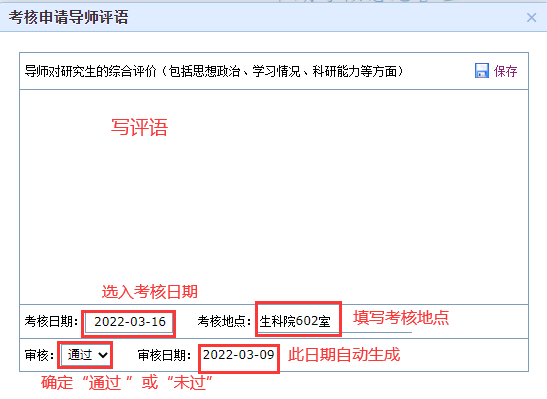 考核申请导师评语
导师对研究生的综合评价（包括思想政治、学习情况、科研能力等方面） 保存
写评语
选入考核日期
考核日期： 2022-03-16 考核地点： 生科院602室 填写考核地点
审核： 通过 审核日期： 2022-03-09 此日期自动生成
确定“通过 ”或“未过”